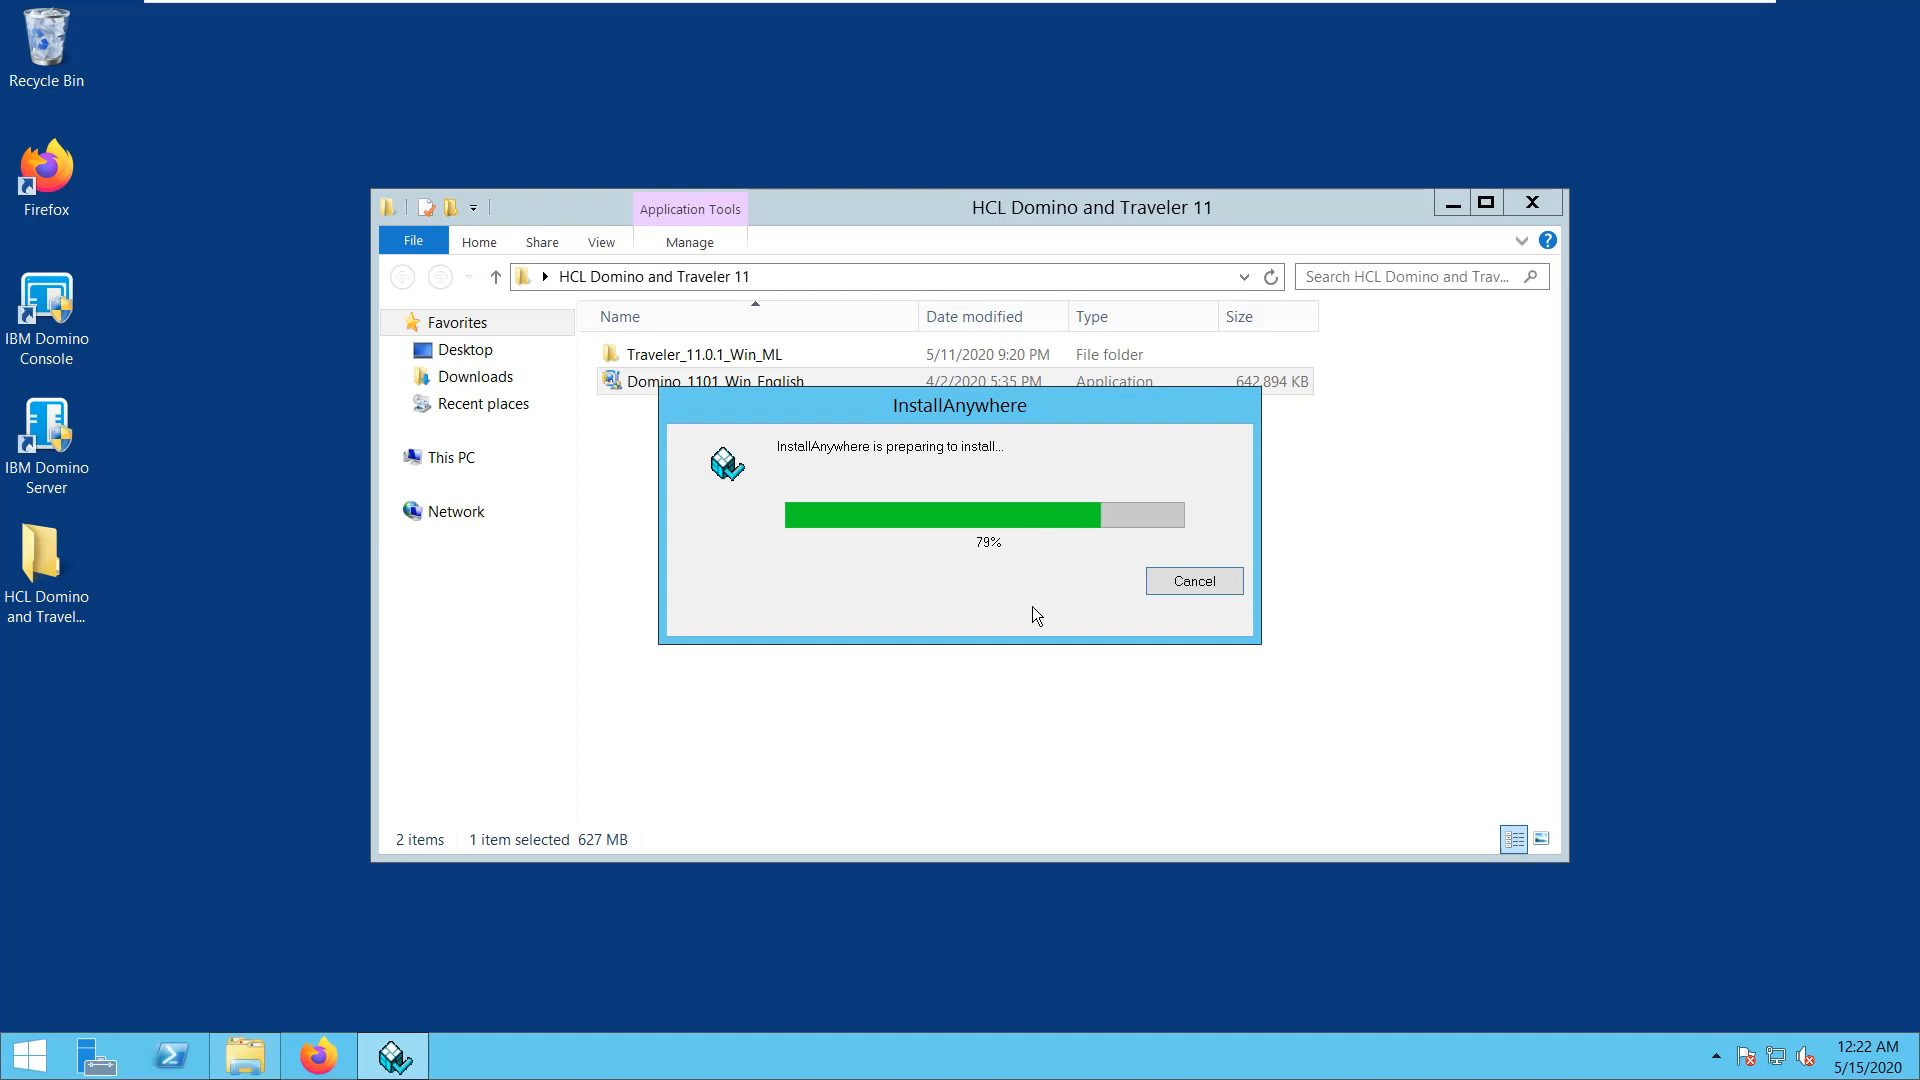 Recycle Bin
Firefox
IBM Domino
Console
IBM Domino
Server
HCL Domino
and Travel...
Application Tools
HCL Domino and Traveler 11
File
Home
Share
View
Manage
HCL Domino and Traveler 11
Search HCL Domino and Trav...
Favorites
Desktop
Downloads
Recent places
This PC
Network
Name
Date modified
Type
Size
Traveler_11.0.1_Win_ML
5/11/2020 9:20 PM
File folder
Domino_1101_Win_English
4/2/2020 5:35 PM
Application
642,894 KB
InstallAnywhere
InstallAnywhere is preparing to install...
79%
Cancel
2 items
1 item selected 627 MB
12:22 AM
5/15/2020